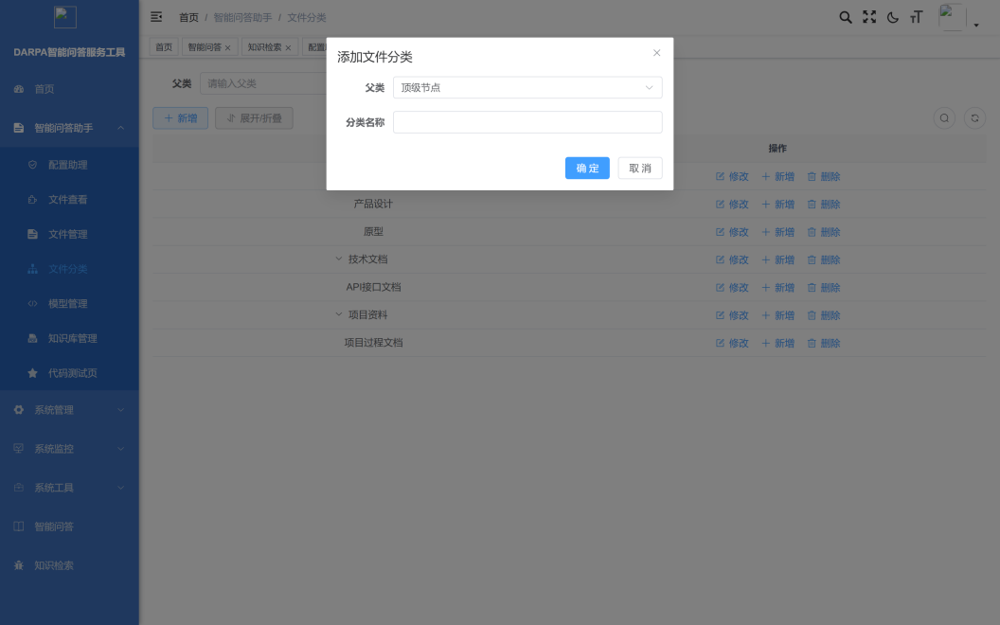 DARPA智能问答服务工具
首页
智能问答助手
配置助理
文件查看
文件管理
文件分类
模型管理
知识库管理
代码测试页
系统管理
系统监控
系统工具
智能问答
知识检索
首页 / 智能问答助手 / 文件分类
首页 智能问答 × 知识检索 ×
父类 请输入父类
+ 新增 展开/折叠
添加文件分类 ×
父类 顶级节点
分类名称
确 定 取 消
操作
修改 + 新增 删除
产品设计 修改 + 新增 删除
原型 修改 + 新增 删除
技术文档 修改 + 新增 删除
API接口文档 修改 + 新增 删除
项目资料 修改 + 新增 删除
项目过程文档 修改 + 新增 删除